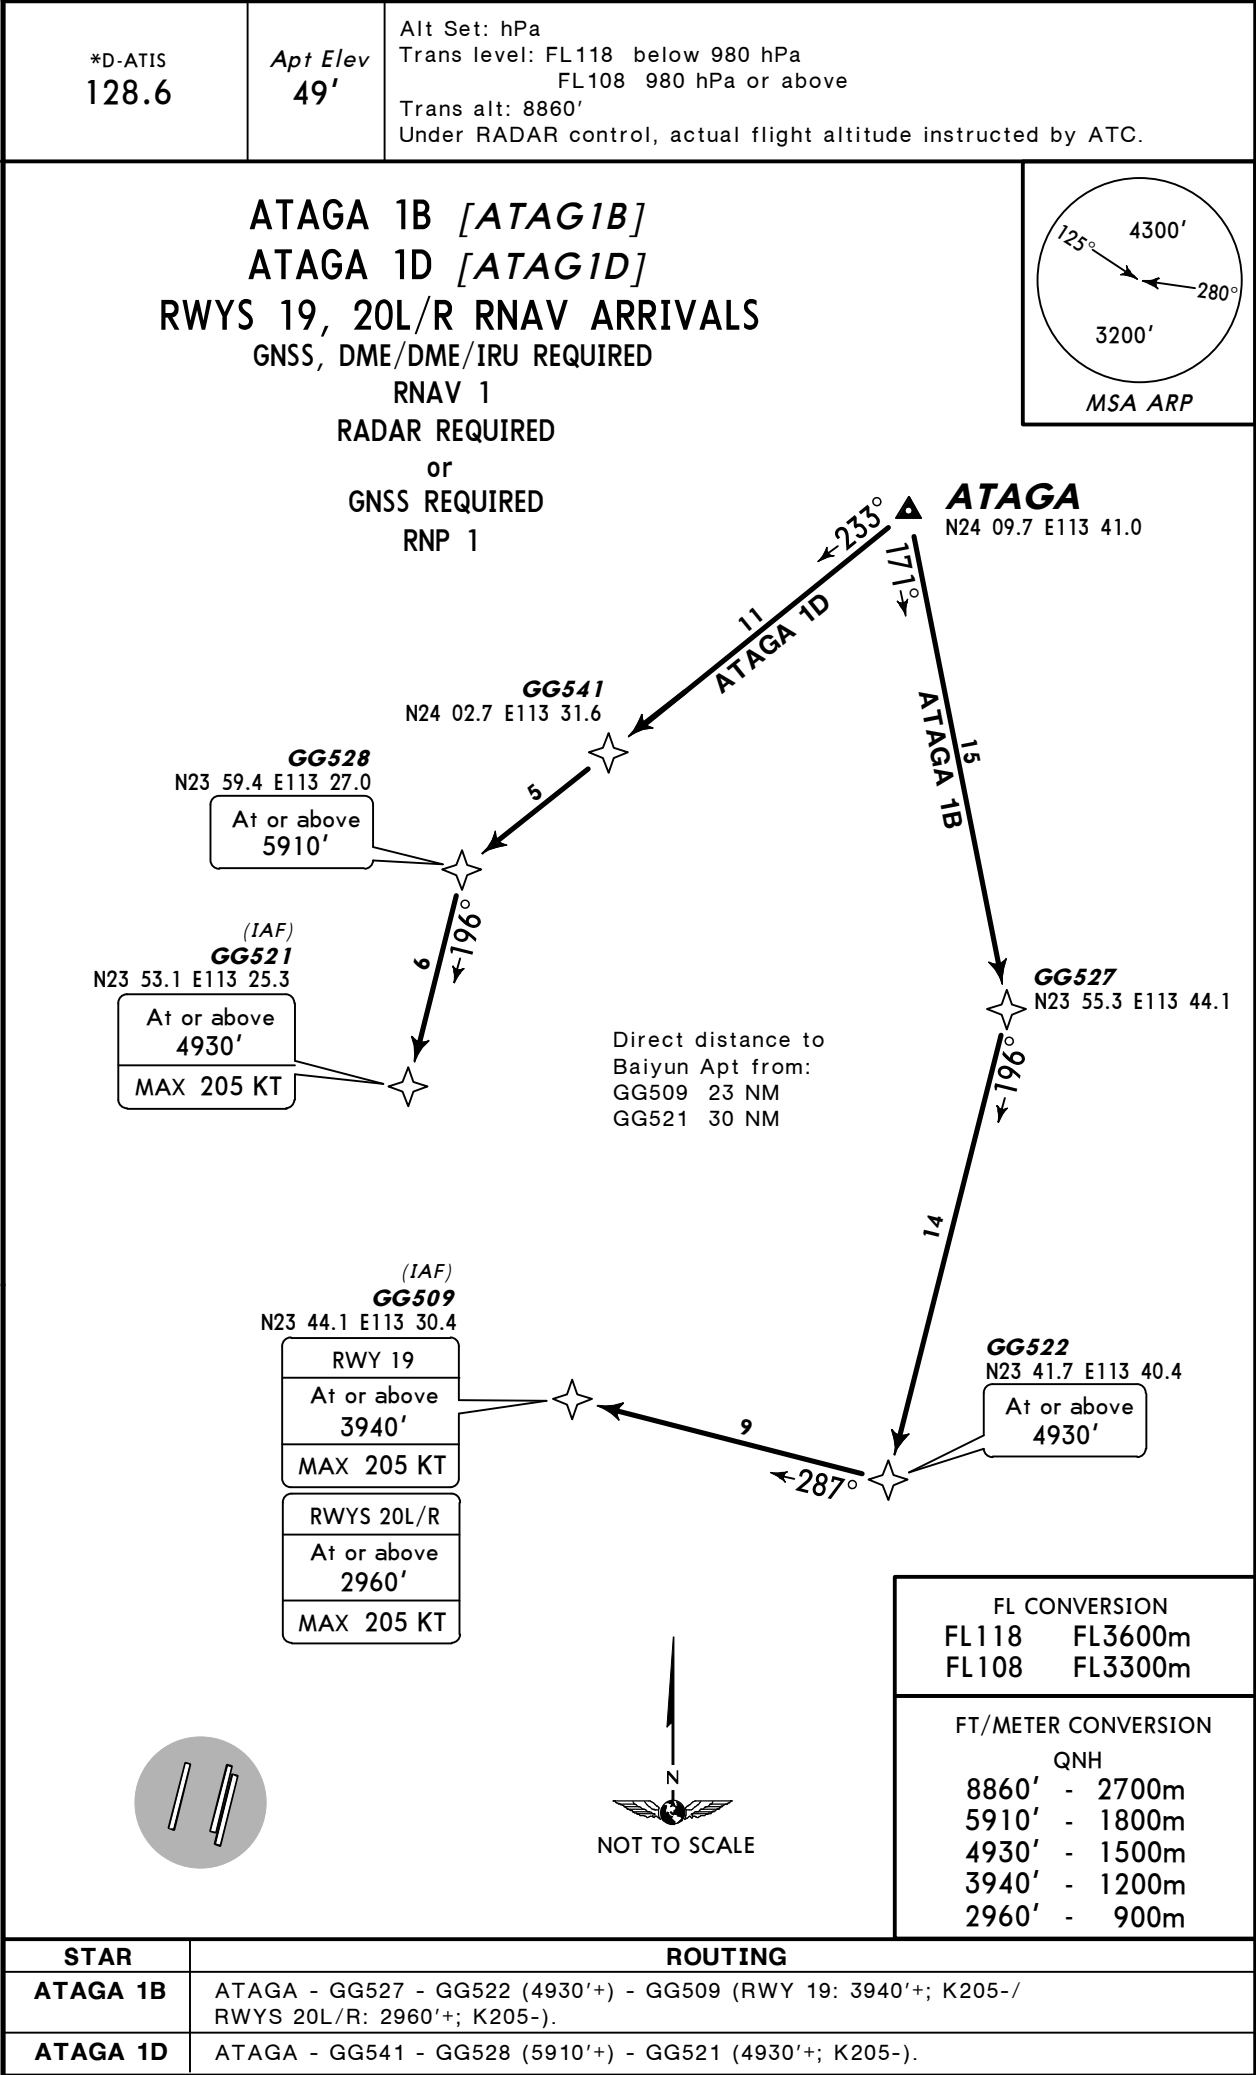 *D-ATIS
128.6
Apt Elev
49'
Alt Set: hPa
Trans level: FL118 below 980 hPa
FL108 980 hPa or above
Trans alt: 8860'
Under RADAR control, actual flight altitude instructed by ATC.
ATAGA 1B [ATAG1B]
ATAGA 1D [ATAG1D]
RWYS 19, 20L/R RNAV ARRIVALS
GNSS, DME/DME/IRU REQUIRED
RNAV 1
RADAR REQUIRED
or
GNSS REQUIRED
RNP 1
125°
4300'
280°
3200'
MSA ARP
ATAGA
N24 09.7 E113 41.0
233°
171°
11
ATAGA 1D
15
ATAGA 1B
GG541
N24 02.7 E113 31.6
5
GG528
N23 59.4 E113 27.0
At or above
5910'
196°
6
(IAF)
GG521
N23 53.1 E113 25.3
At or above
4930'
MAX 205 KT
GG527
N23 55.3 E113 44.1
196°
14
Direct distance to
Baiyun Apt from:
GG509 23 NM
GG521 30 NM
(IAF)
GG509
N23 44.1 E113 30.4
RWY 19
At or above
3940'
MAX 205 KT
RWYS 20L/R
At or above
2960'
MAX 205 KT
9
287°
GG522
N23 41.7 E113 40.4
At or above
4930'
N
NOT TO SCALE
FL CONVERSION
FL118 FL3600m
FL108 FL3300m
FT/METER CONVERSION
QNH
8860' - 2700m
5910' - 1800m
4930' - 1500m
3940' - 1200m
2960' - 900m
STAR ROUTING
ATAGA 1B ATAGA - GG527 - GG522 (4930'+) - GG509 (RWY 19: 3940'+; K205-/
RWYS 20L/R: 2960'+; K205-).
ATAGA 1D ATAGA - GG541 - GG528 (5910'+) - GG521 (4930'+; K205-).